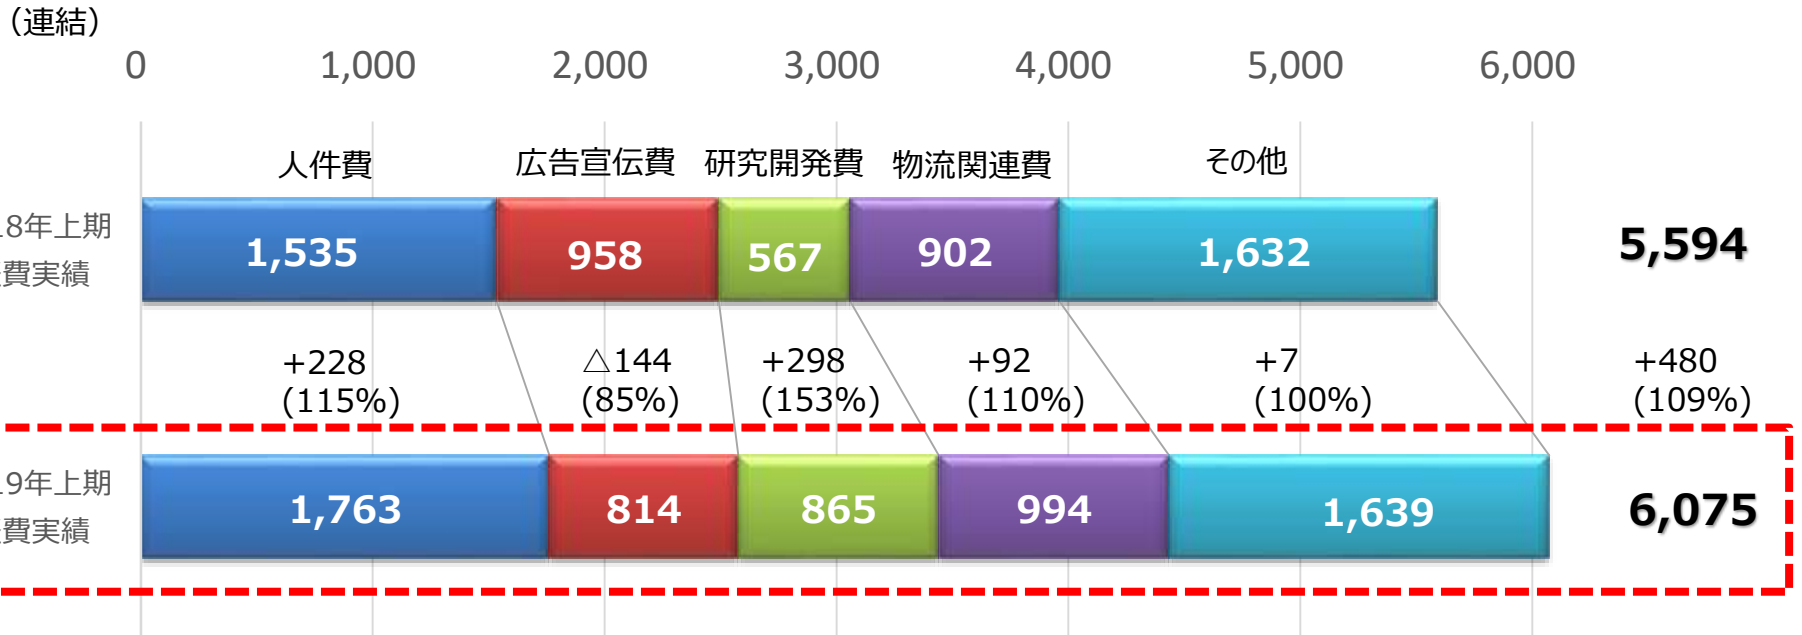 （連結）
0 1,000 2,000 3,000 4,000 5,000 6,000
人件費 広告宣伝費 研究開発費 物流関連費 その他
18年上期
費実績
1,535 958 567 902 1,632 5,594
+228 △144 +298 +92 +7 +480
(115%) (85%) (153%) (110%) (100%) (109%)
19年上期
費実績
1,763 814 865 994 1,639 6,075